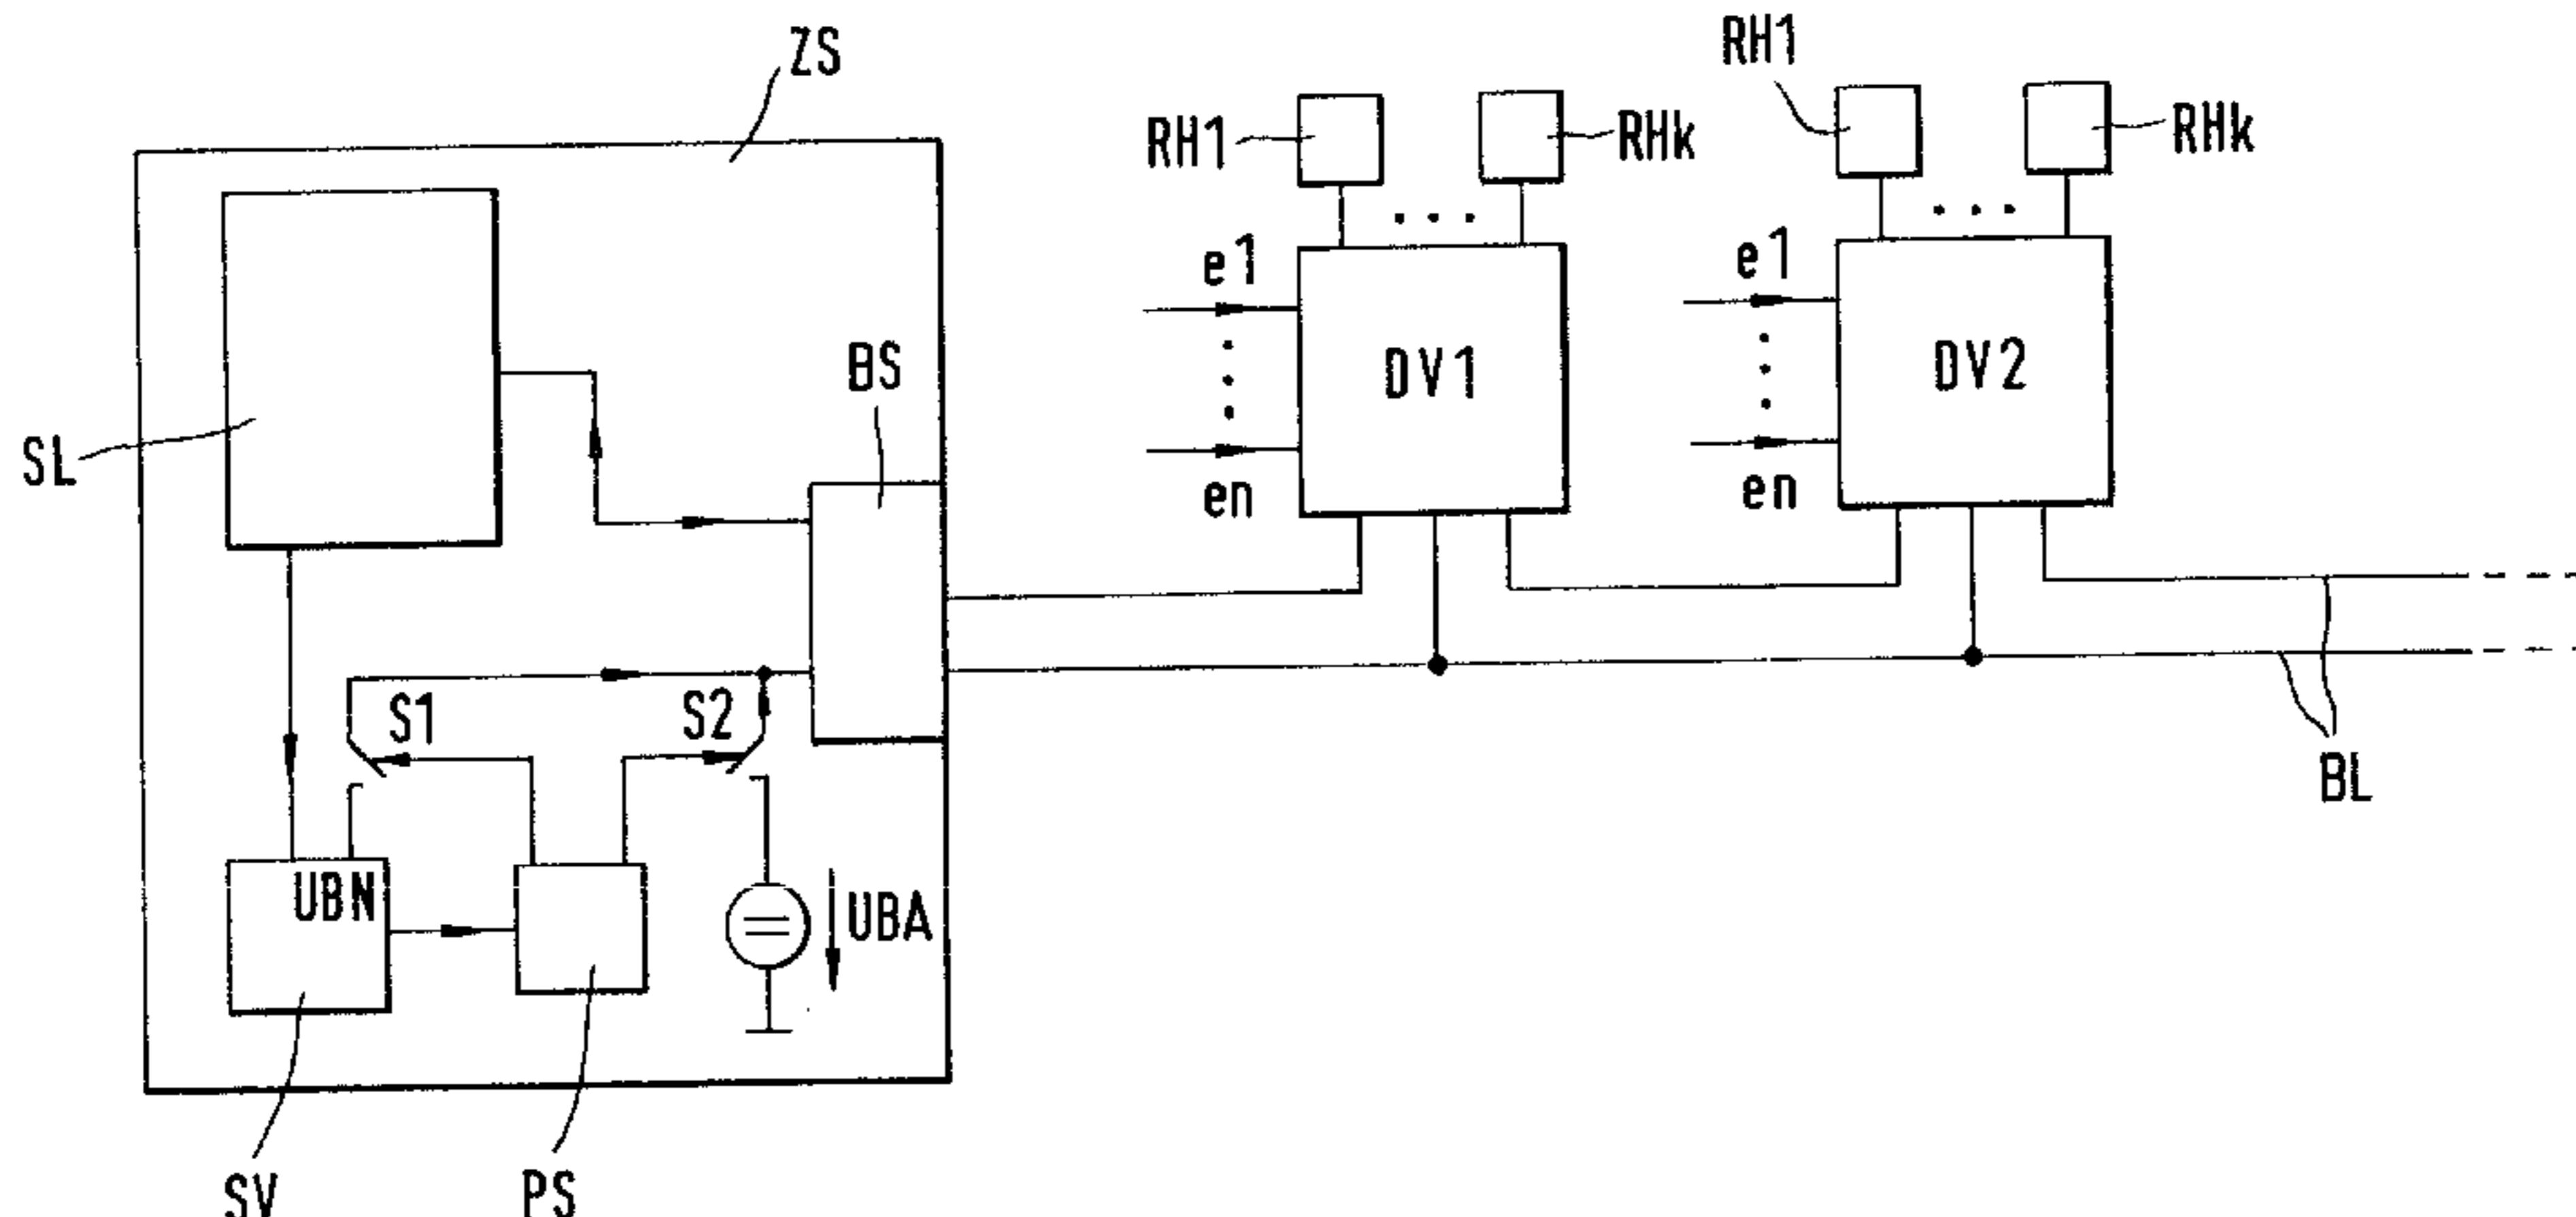 ZS
RH1
RHk
RH1
RHk
e1
e1
BS
DV1
DV2
SL
en
en
S1
S2
BL
UBN
UBA
SV
PS